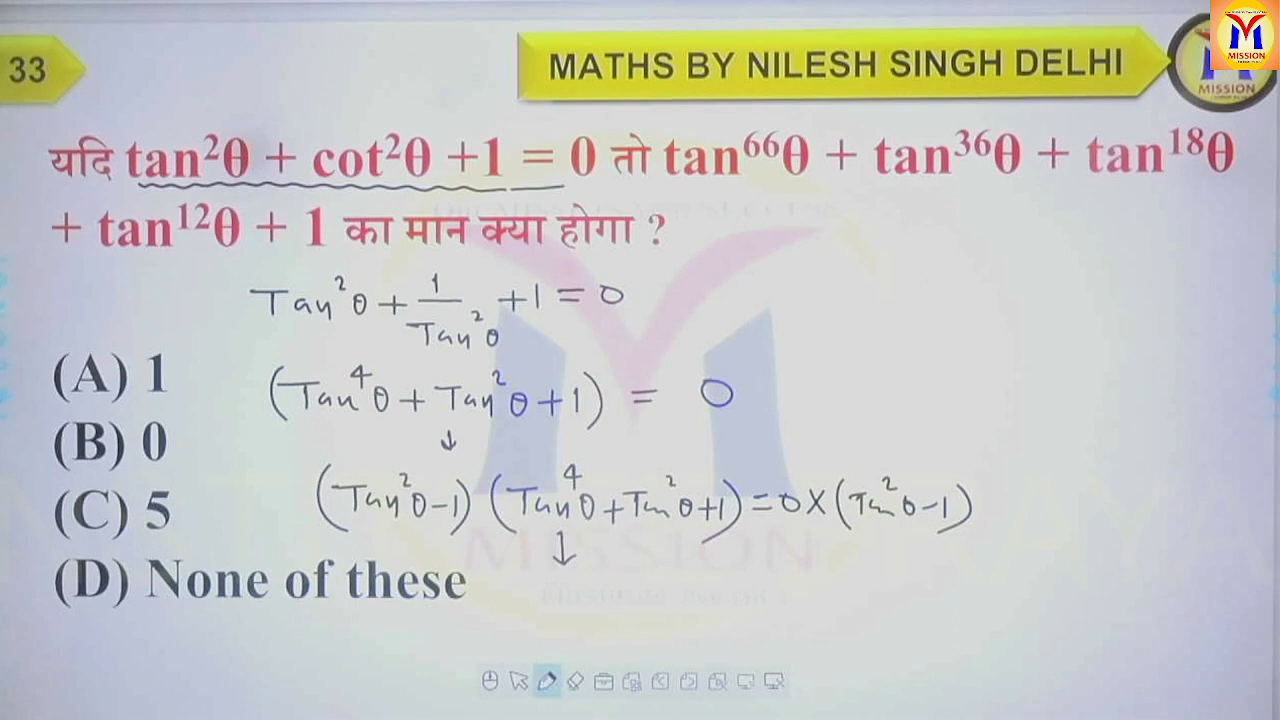 33
MATHS BY NILESH SINGH DELHI
MISSION
MISSION
यदि tan²θ + cot²θ +1 = 0 तो tan⁶⁶θ + tan³⁶θ + tan¹⁸θ
+ tan¹²θ + 1 का मान क्या होगा ?
Tan²θ + 1/Tan²θ + 1 = 0
(A) 1
(Tan⁴θ + Tan²θ + 1) = 0
(B) 0
↓
(Tan²θ-1) (Tan⁴θ + Tan²θ+1) = 0 X (Tan²θ-1)
(C) 5
↓
MISSION
(D) None of these